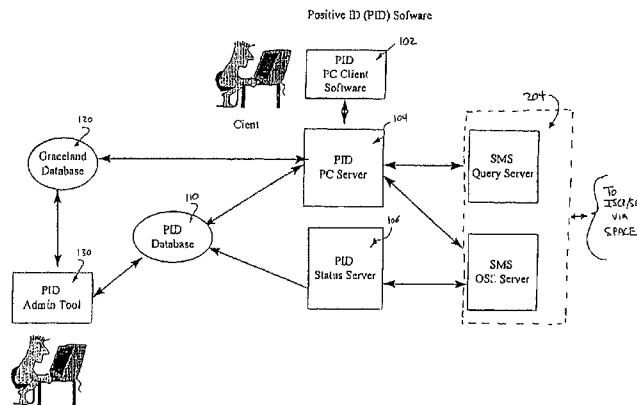 Positive ID (PID) Sofware
102
PID
PC Client
Software
Cient
104
120
Graceland
Database
PID
PC Server
204
SMS
Query Server
110
PID
Database
106
PID
Status Server
SMS
Server
TO
VIA
SPACE
130
PID
Admin Tool